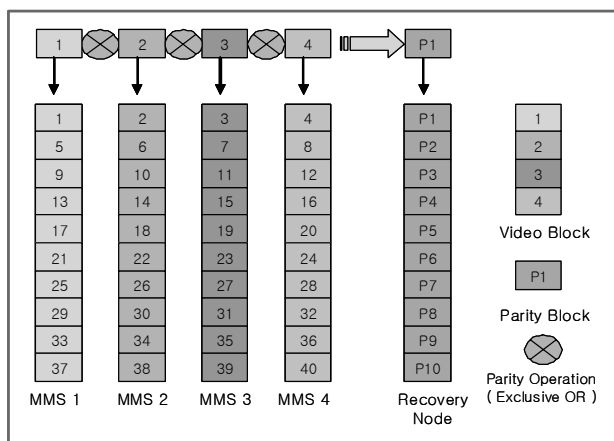 1 2 3 4 P1
1 2 3 4 P1 1
5 6 7 8 P2 2
9 10 11 12 P3 3
13 14 15 16 P4 4
17 18 19 20 P5 Video Block
21 22 23 24 P6
25 26 27 28 P7 P1
29 30 31 32 P8 Parity Block
33 34 35 36 P9
37 38 39 40 P10 Parity Operation
MMS 1 MMS 2 MMS 3 MMS 4 Recovery ( Exclusive OR )
Node